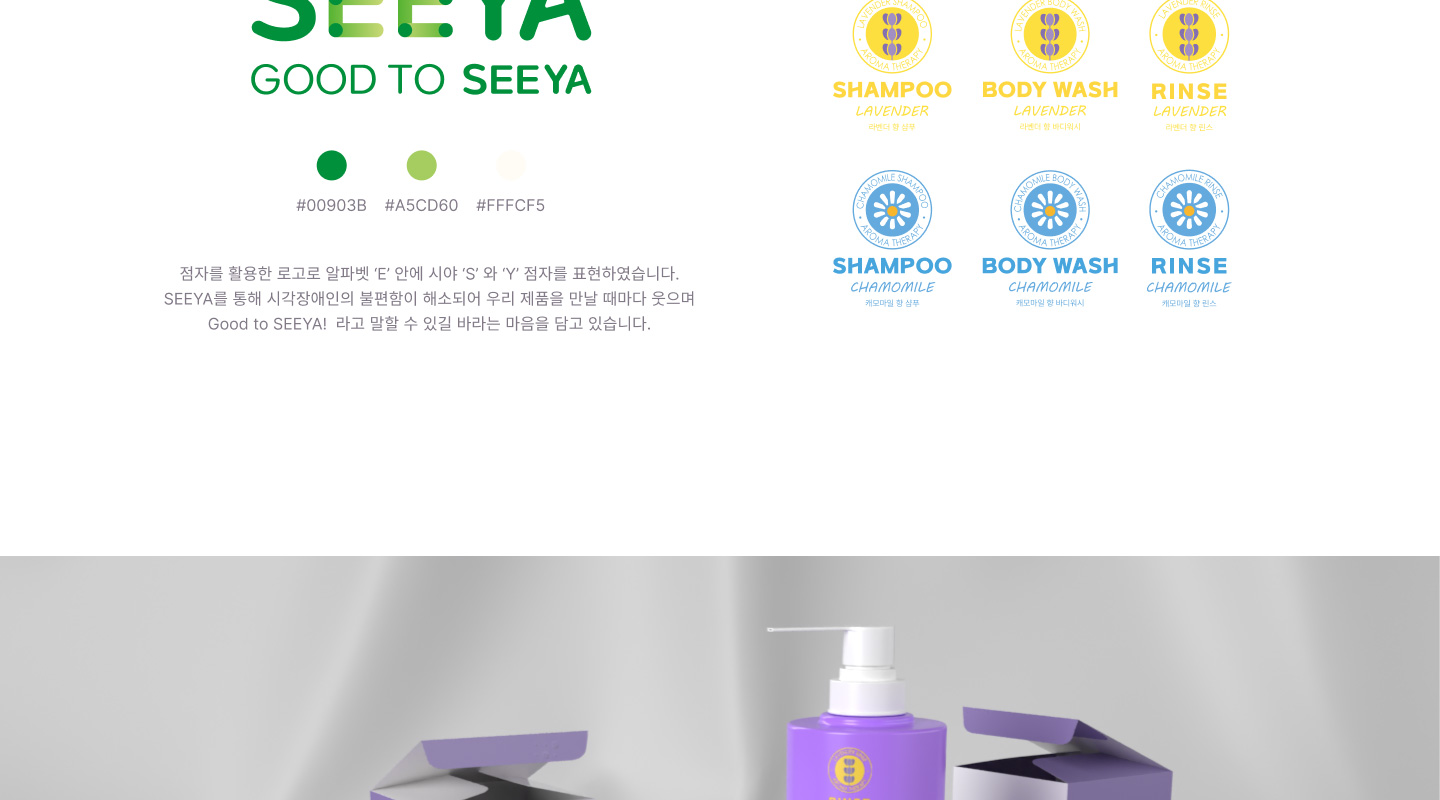 SEEYA
GOOD TO SEEYA
#00903B #A5CD60 #FFFCF5
점자를 활용한 로고로 알파벳 ‘E’ 안에 시야 ‘S’ 와 ‘Y’ 점자를 표현하였습니다.
SEEYA를 통해 시각장애인의 불편함이 해소되어 우리 제품을 만날 때마다 웃으며
Good to SEEYA! 라고 말할 수 있길 바라는 마음을 담고 있습니다.
LAVENDER SHAMPOO
AROMA THERAPY
SHAMPOO
LAVENDER
라벤더 향 샴푸
LAVENDER BODY WASH
AROMA THERAPY
BODY WASH
LAVENDER
라벤더 향 바디워시
LAVENDER RINSE
AROMA THERAPY
RINSE
LAVENDER
라벤더 향 린스
CHAMOMILE SHAMPOO
AROMA THERAPY
SHAMPOO
CHAMOMILE
캐모마일 향 샴푸
CHAMOMILE BODY WASH
AROMA THERAPY
BODY WASH
CHAMOMILE
캐모마일 향 바디워시
CHAMOMILE RINSE
AROMA THERAPY
RINSE
CHAMOMILE
캐모마일 향 린스